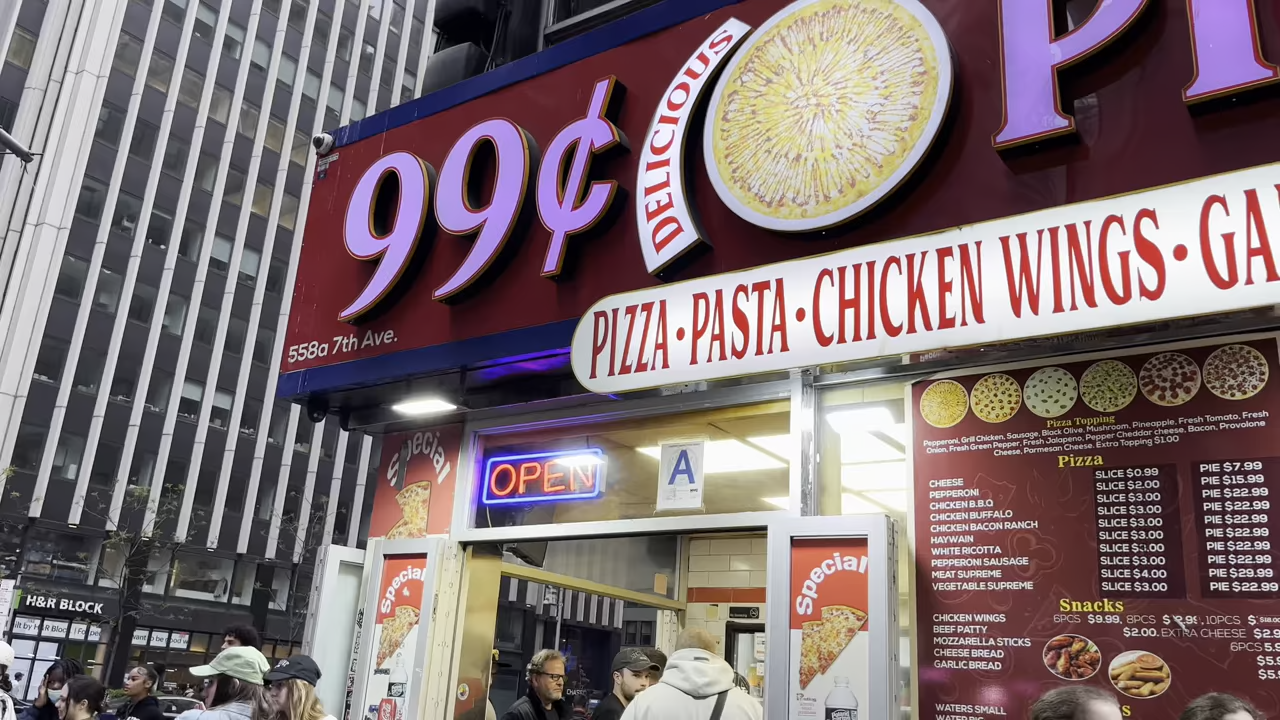 99¢
DELICIOUS
558a 7th Ave.
PIZZA • PASTA • CHICKEN WINGS •
OPEN
A
Special
Special
Special
H&R BLOCK
Pizza Topping
Pepperoni, Grill Chicken, Sausage, Black Olive, Mushroom, Pineapple, Fresh Tomato, Fresh
Onion, Fresh Green Pepper, Fresh Jalapeno, Pepper Cheddar cheese, Bacon, Provolone
Cheese, Parmesan Cheese, Extra Topping $1.00
Pizza
CHEESE SLICE $0.99 PIE $7.99
PEPPERONI SLICE $2.00 PIE $15.99
CHICKEN B.B.Q SLICE $3.00 PIE $22.99
CHICKEN BUFFALO SLICE $3.00 PIE $22.99
CHICKEN BACON RANCH SLICE $3.00 PIE $22.99
HAYWAIN SLICE $3.00 PIE $22.99
WHITE RICOTTA SLICE $3.00 PIE $22.99
PEPPERONI SAUSAGE SLICE $3.00 PIE $22.99
MEAT SUPREME SLICE $4.00 PIE $29.99
VEGETABLE SUPREME SLICE $3.00 PIE $22.99
Snacks
CHICKEN WINGS 6PCS $9.99, 8PCS 10PCS
BEEF PATTY $2.00. EXTRA CHEESE
MOZZARELLA STICKS 6PCS
CHEESE BREAD
GARLIC BREAD
WATERS SMALL